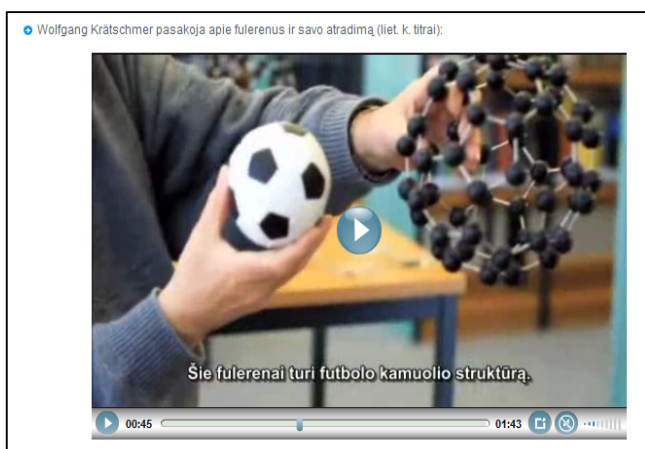 Wolfgang Krätschmer pasakoja apie fulerenus ir savo atradimą (liet. k. titrai):
Šie fulerenai turi futbolo kamuolio struktūrą.
00:45 01:43